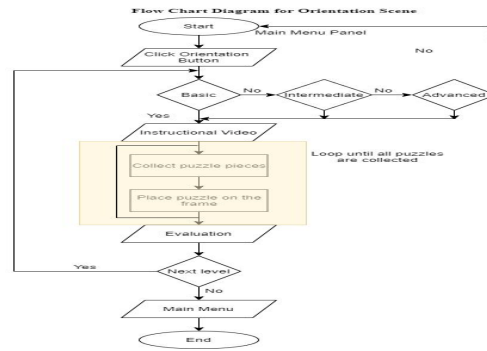 Flow Chart Diagram for Orientation Scene
Start
Main Menu Panel
No
Click Orientation
Button
Basic
No
Intermediate
No
Advanced
Yes
Instructional Video
Collect puzzle pieces
Loop until all puzzles
are collected
Place puzzle on the
frame
Evaluation
Yes
Next level
No
Main Menu
End